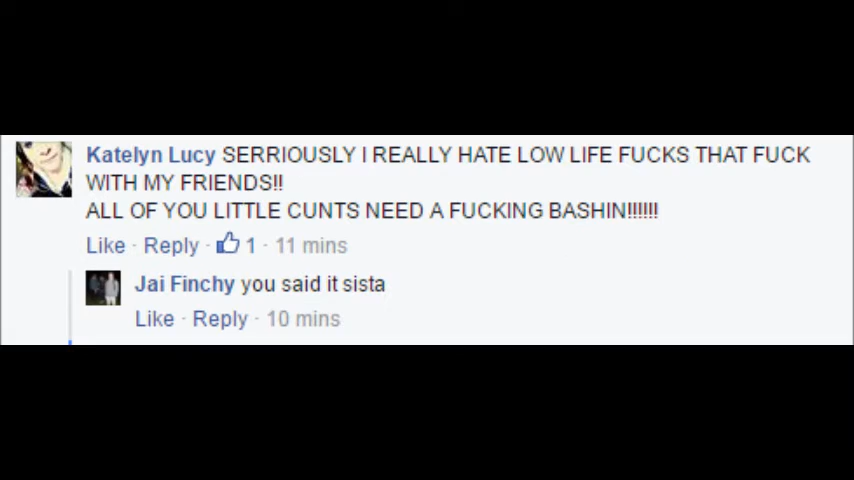 Katelyn Lucy SERRIOUSLY I REALLY HATE LOW LIFE FUCKS THAT FUCK
WITH MY FRIENDS!!
ALL OF YOU LITTLE CUNTS NEED A FUCKING BASHIN!!!!!!
Like · Reply · 1 · 11 mins
Jai Finchy you said it sista
Like · Reply · 10 mins